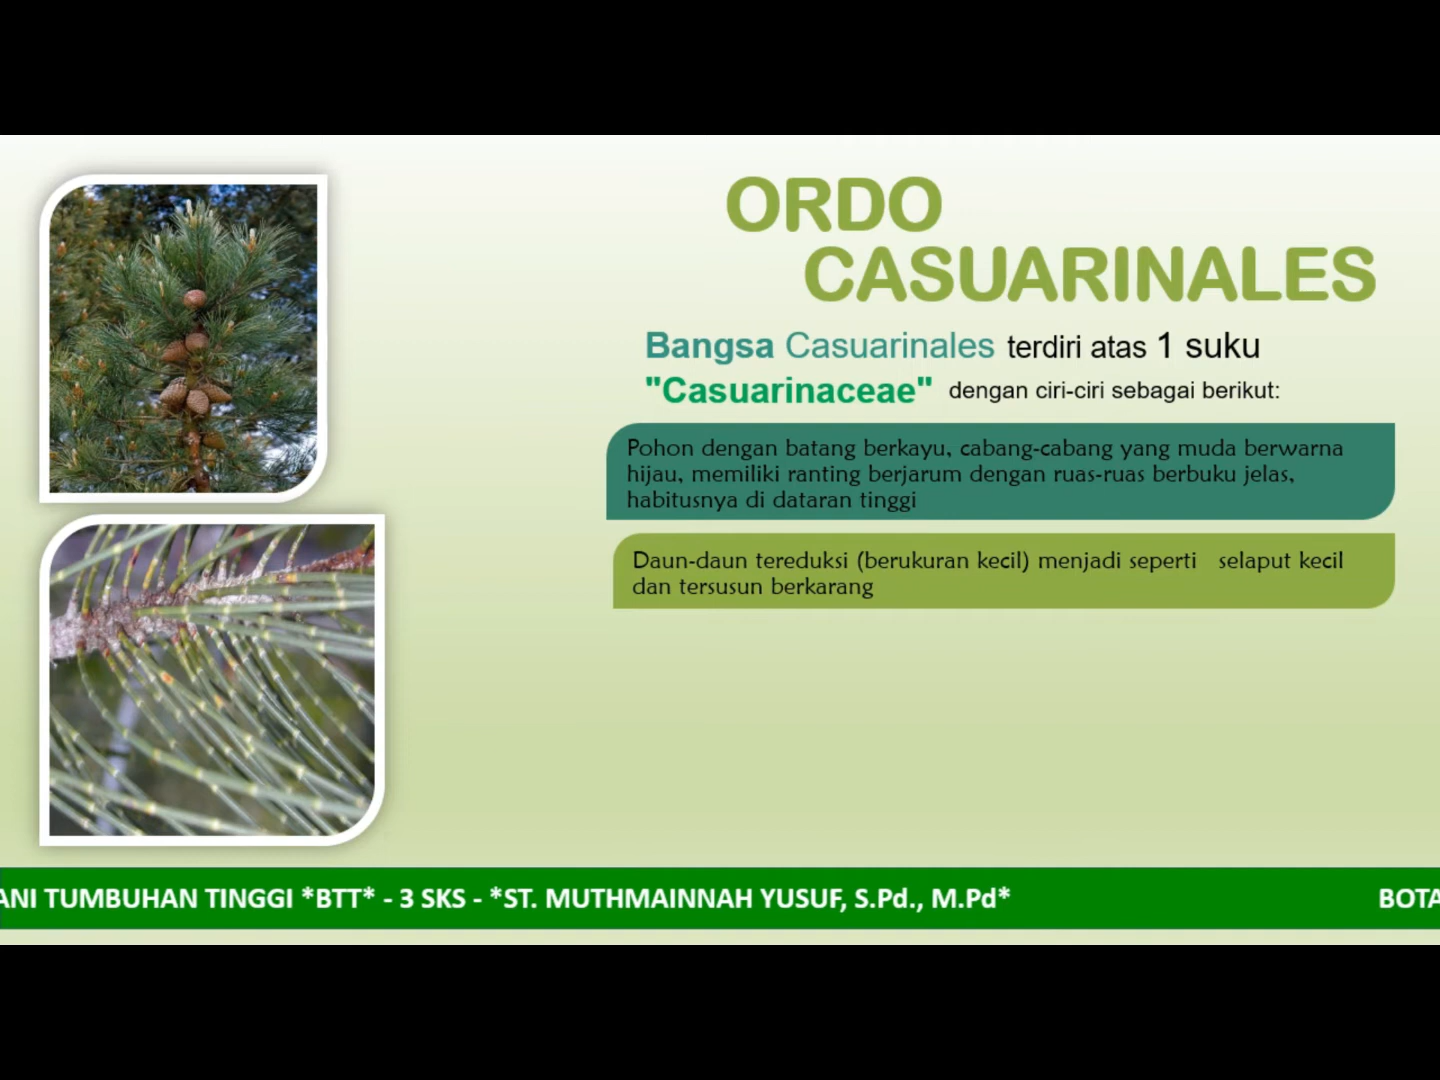 ORDO
CASUARINALES
Bangsa Casuarinales terdiri atas 1 suku
"Casuarinaceae" dengan ciri-ciri sebagai berikut:
Pohon dengan batang berkayu, cabang-cabang yang muda berwarna
hijau, memiliki ranting berjarum dengan ruas-ruas berbuku jelas,
habitusnya di dataran tinggi
Daun-daun tereduksi (berukuran kecil) menjadi seperti selaput kecil
dan tersusun berkarang
ANI TUMBUHAN TINGGI *BTT* - 3 SKS - *ST. MUTHMAINNAH YUSUF, S.Pd., M.Pd* BOTA